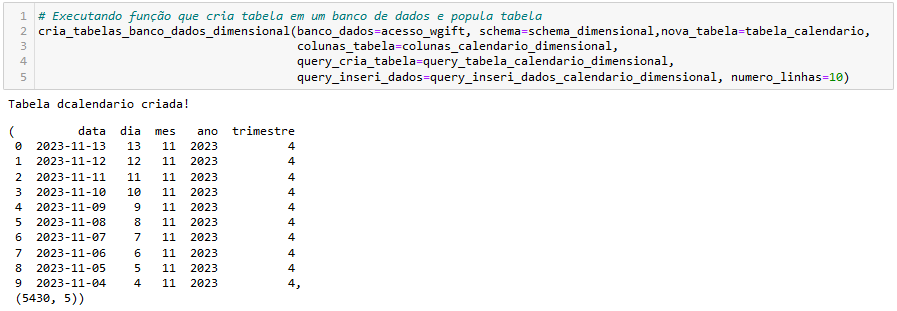 1 # Executando função que cria tabela em um banco de dados e popula tabela
2 cria_tabelas_banco_dados_dimensional(banco_dados=acesso_wgift, schema=schema_dimensional,nova_tabela=tabela_calendario,
3 colunas_tabela=colunas_calendario_dimensional,
4 query_cria_tabela=query_tabela_calendario_dimensional,
5 query_inseri_dados=query_inseri_dados_calendario_dimensional, numero_linhas=10)
Tabela dcalendario criada!
( data dia mes ano trimestre
0 2023-11-13 13 11 2023 4
1 2023-11-12 12 11 2023 4
2 2023-11-11 11 11 2023 4
3 2023-11-10 10 11 2023 4
4 2023-11-09 9 11 2023 4
5 2023-11-08 8 11 2023 4
6 2023-11-07 7 11 2023 4
7 2023-11-06 6 11 2023 4
8 2023-11-05 5 11 2023 4
9 2023-11-04 4 11 2023 4,
(5430, 5))